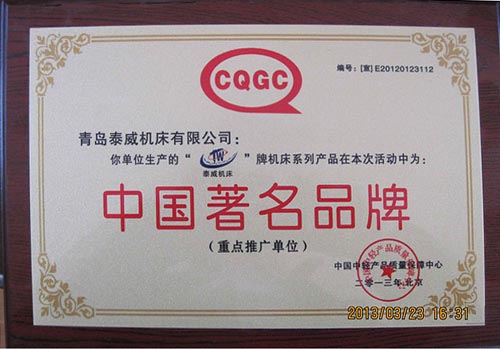 CQGC
编号：[宣] E20120123112
青岛泰威机床有限公司：
你单位生产的“ TW 泰威机床 ”牌机床系列产品在本次活动中为：
中国著名品牌
（重点推广单位）
中国中轻产品质量保障中心
二零一三年北京
2013/03/23 16:31